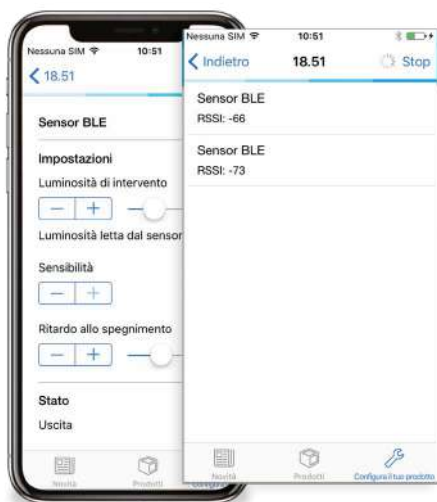 Nessuna SIM 10:51
18.51
Sensor BLE
Impostazioni
Luminosità di intervento
− +
Luminosità letta dal sensor
Sensibilità
− +
Ritardo allo spegnimento
− +
Stato
Uscita
Novità Prodotti
Nessuna SIM 10:51
Indietro 18.51 Stop
Sensor BLE
RSSI: -66
Sensor BLE
RSSI: -73
Novità Prodotti Configura il tuo prodotto